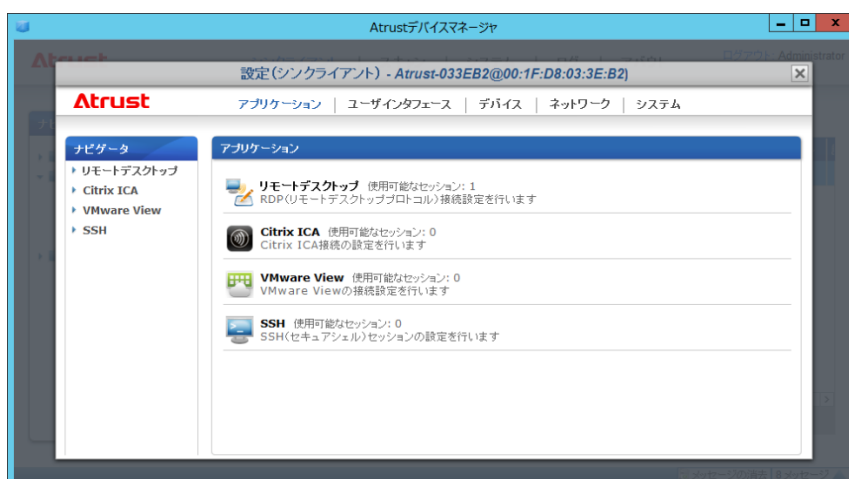 Atrustデバイスマネージャ
Atrust
ログアウト Administrator
設定(シンクライアント) - Atrust-033EB2@00:1F:D8:03:3E:B2)
Atrust
アプリケーション | ユーザインタフェース | デバイス | ネットワーク | システム
ナビゲータ
リモートデスクトップ
Citrix ICA
VMware View
SSH
アプリケーション
リモートデスクトップ 使用可能なセッション: 1
RDP(リモートデスクトッププロトコル)接続設定を行います
Citrix ICA 使用可能なセッション: 0
Citrix ICA接続の設定を行います
VMware View 使用可能なセッション: 0
VMware Viewの接続設定を行います
SSH 使用可能なセッション: 0
SSH(セキュアシェル)セッションの設定を行います